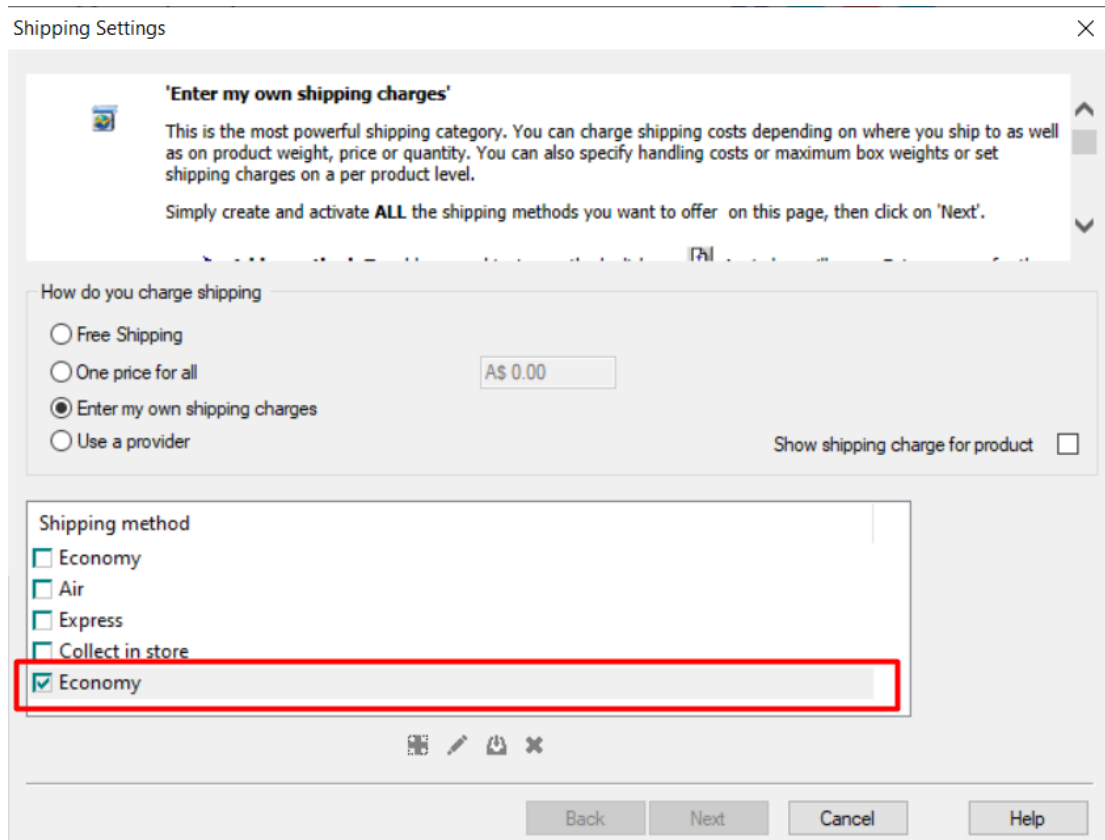 Shipping Settings
'Enter my own shipping charges'
This is the most powerful shipping category. You can charge shipping costs depending on where you ship to as well
as on product weight, price or quantity. You can also specify handling costs or maximum box weights or set
shipping charges on a per product level.
Simply create and activate ALL the shipping methods you want to offer on this page, then click on 'Next'.
How do you charge shipping
Free Shipping
One price for all A$ 0.00
Enter my own shipping charges
Use a provider Show shipping charge for product
Shipping method
Economy
Air
Express
Collect in store
Economy
Back Next Cancel Help